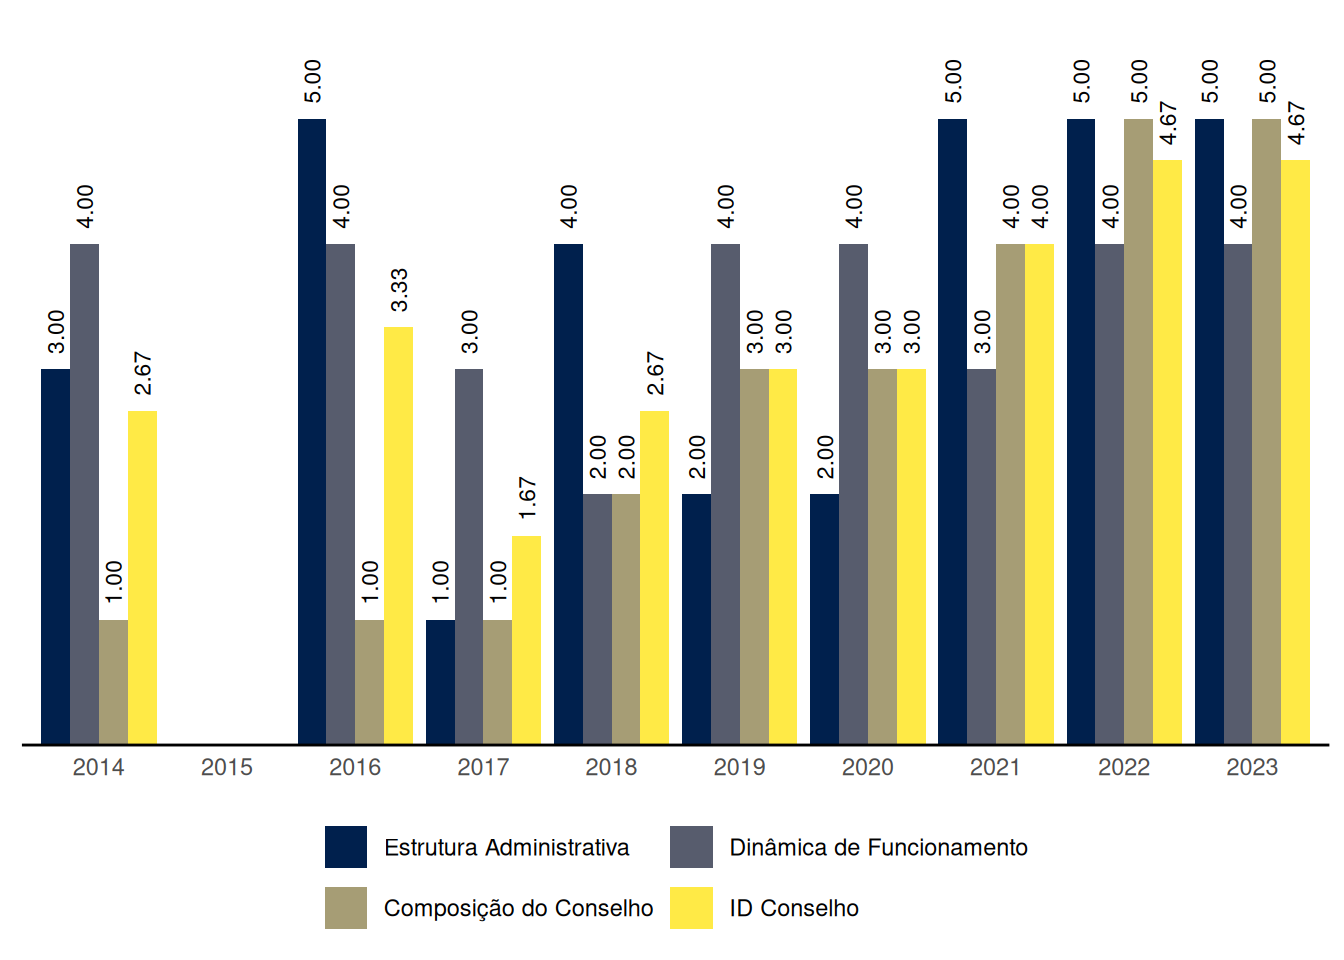 3.00 4.00 1.00 2.67
5.00 4.00 1.00 3.33
1.00 3.00 1.00 1.67
4.00 2.00 2.00 2.67
2.00 4.00 3.00 3.00
2.00 4.00 3.00 3.00
5.00 3.00 4.00 4.00
5.00 4.00 5.00 4.67
5.00 4.00 5.00 4.67
2014 2015 2016 2017 2018 2019 2020 2021 2022 2023
Estrutura Administrativa Dinâmica de Funcionamento
Composição do Conselho ID Conselho